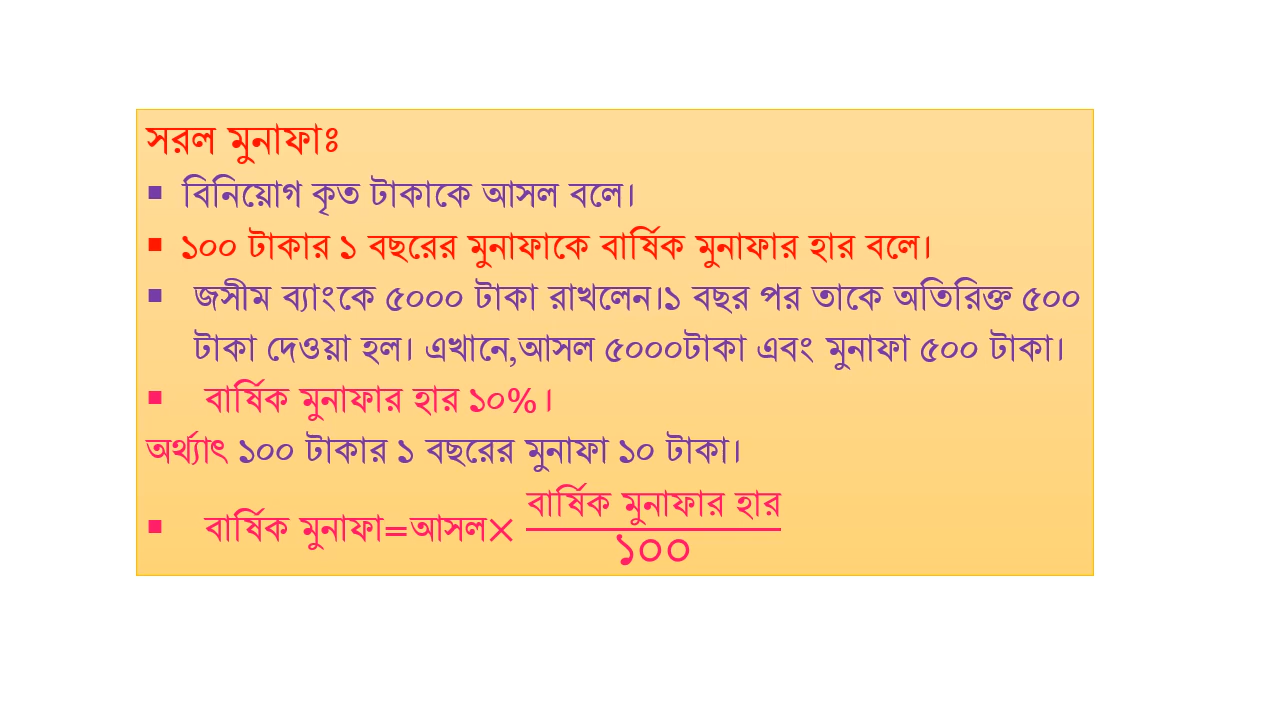 সরল মুনাফাঃ
▪ বিনিয়োগ কৃত টাকাকে আসল বলে।
▪ ১০০ টাকার ১ বছরের মুনাফাকে বার্ষিক মুনাফার হার বলে।
▪ জসীম ব্যাংকে ৫০০০ টাকা রাখলেন।১ বছর পর তাকে অতিরিক্ত ৫০০
টাকা দেওয়া হল। এখানে,আসল ৫০০০টাকা এবং মুনাফা ৫০০ টাকা।
▪ বার্ষিক মুনাফার হার ১০%।
অর্থ্যাৎ ১০০ টাকার ১ বছরের মুনাফা ১০ টাকা।
▪ বার্ষিক মুনাফা=আসল× বার্ষিক মুনাফার হার
১০০